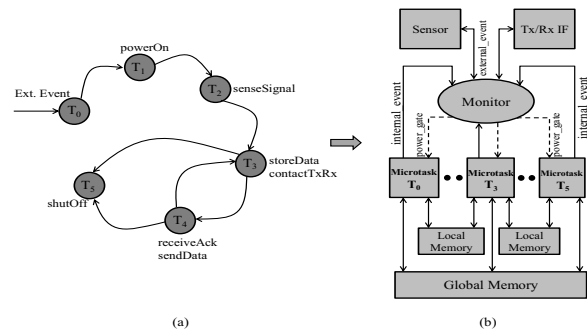 powerOn
T1
Ext. Event
T0
T2
senseSignal
T3
storeData
contactTxRx
T5
shutOff
T4
receiveAck
sendData
(a)
Sensor
Tx/Rx IF
external_event
Monitor
internal_event
internal_event
power_gate
power_gate
Microtask
T0
Microtask
T3
Microtask
T5
Local
Memory
Local
Memory
Global Memory
(b)